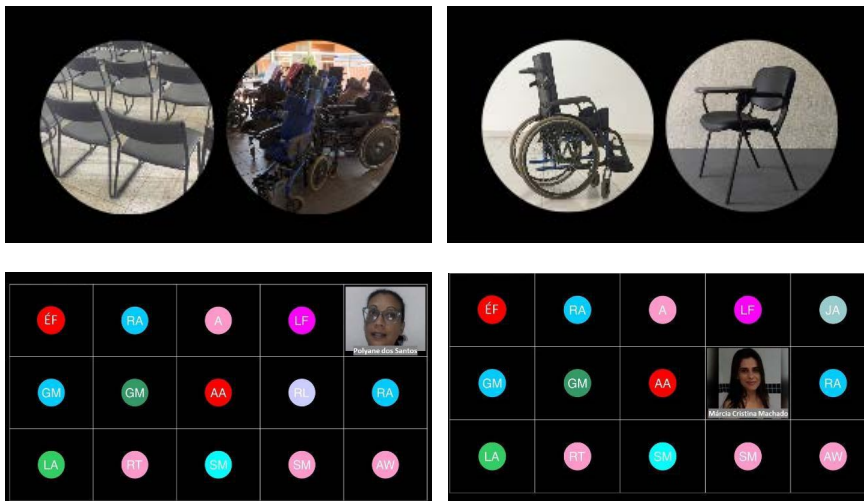 ÉF RA A LF
Polyane dos Santos
GM GM AA RL RA
LA RT SM SM AW
ÉF RA A LF JA
GM GM AA RA
Márcia Cristina Machado
LA RT SM SM AW